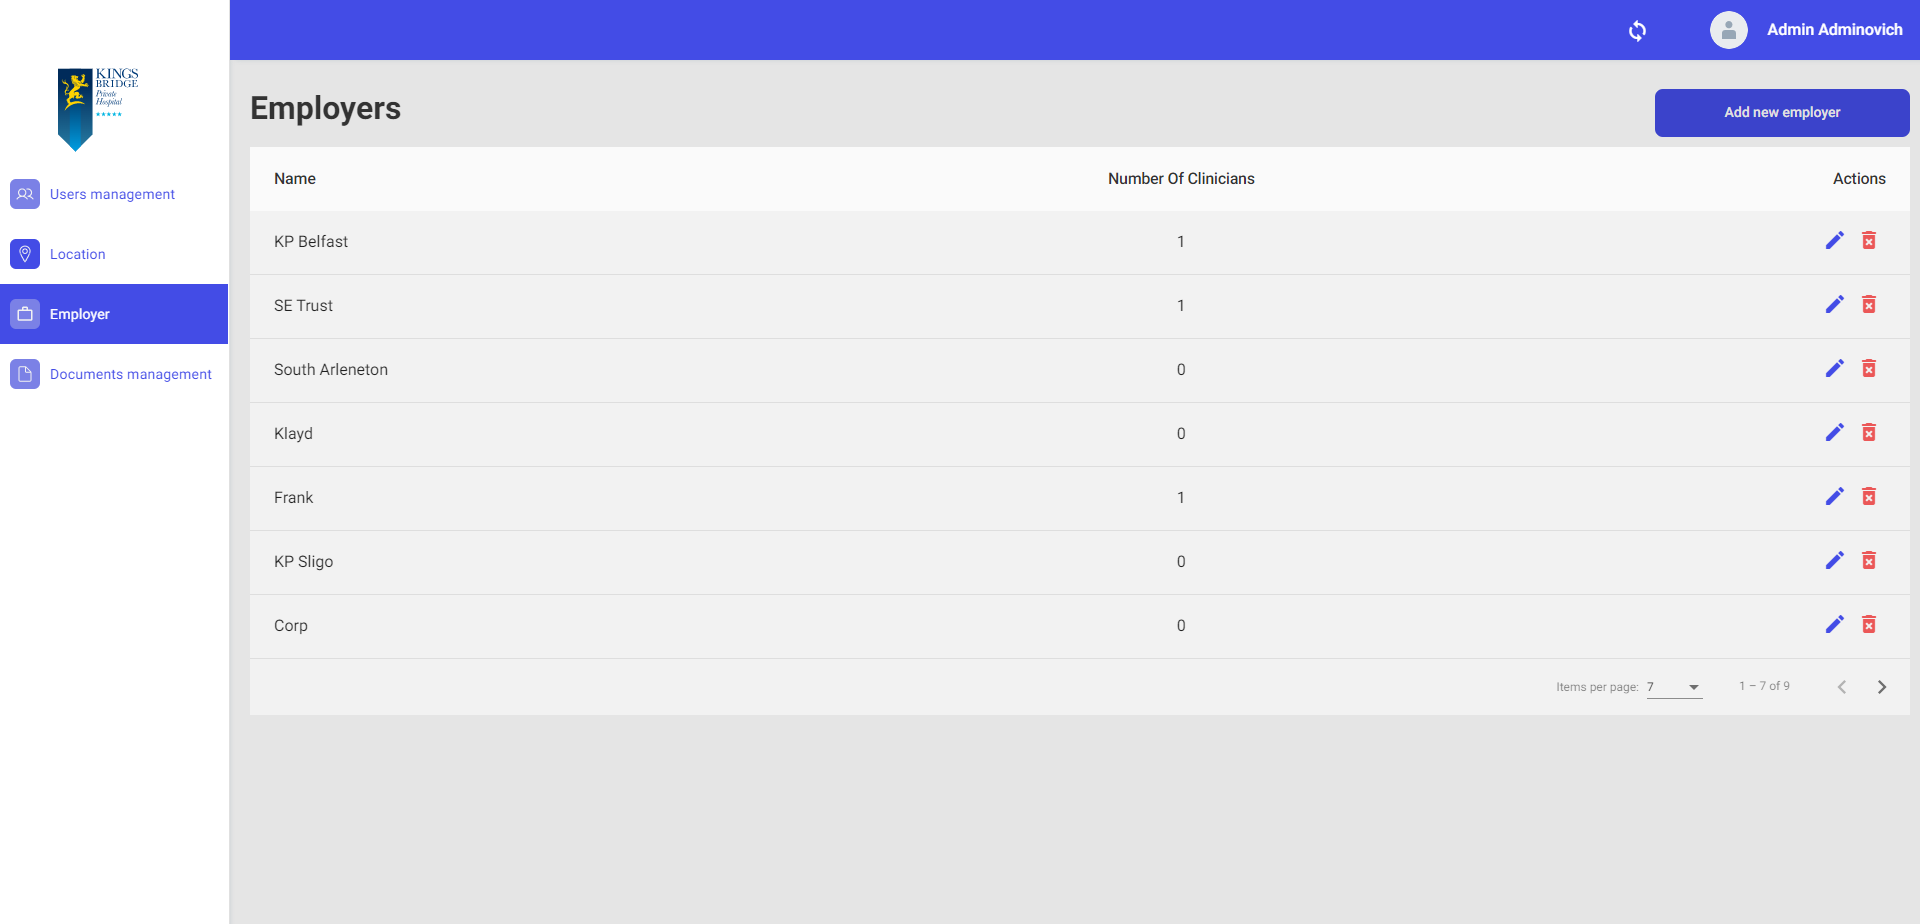 KINGS
BRIDGE
Private
Hospital
Users management
Location
Employer
Documents management
Admin Adminovich
Employers
Add new employer
Name Number Of Clinicians Actions
KP Belfast 1
SE Trust 1
South Arleneton 0
Klayd 0
Frank 1
KP Sligo 0
Corp 0
Items per page: 7 1 – 7 of 9